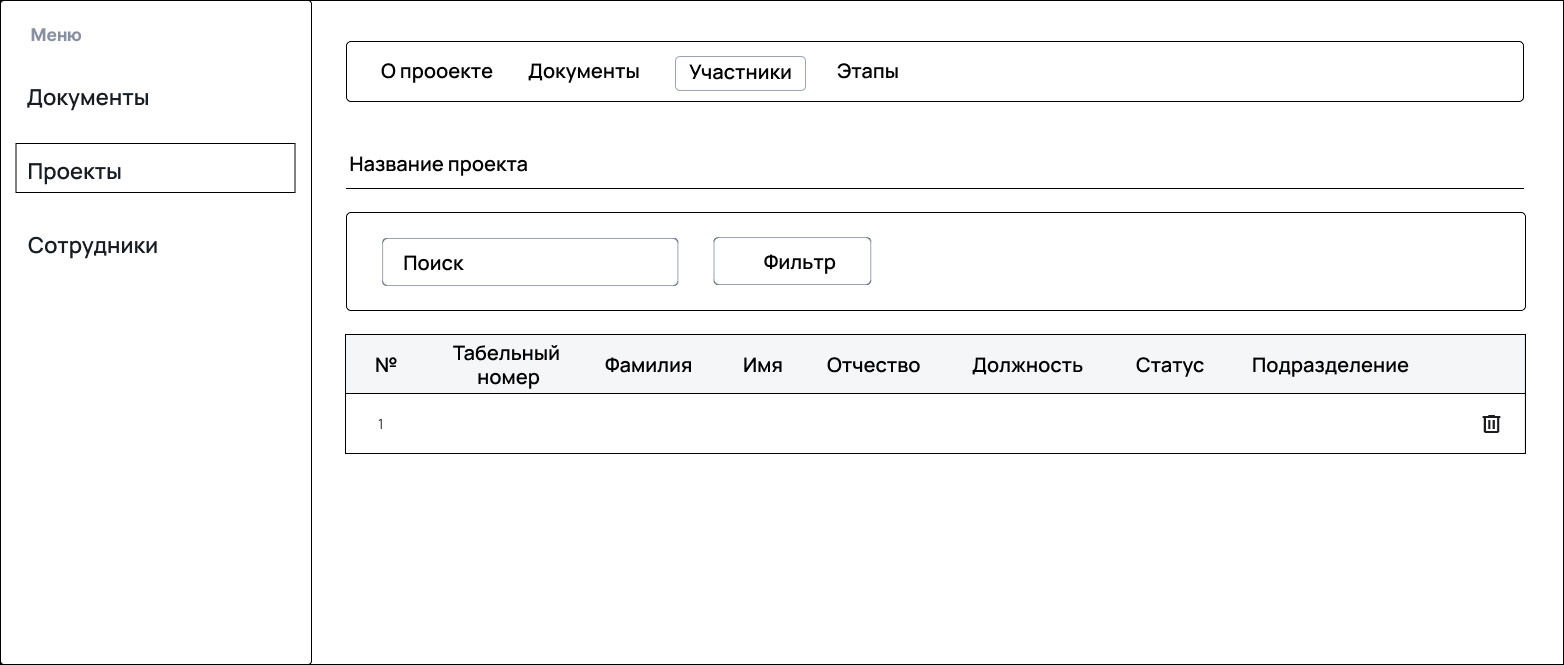 Меню
Документы
Проекты
Сотрудники
О прооекте Документы Участники Этапы
Название проекта
Поиск Фильтр
№ Табельный номер Фамилия Имя Отчество Должность Статус Подразделение
1